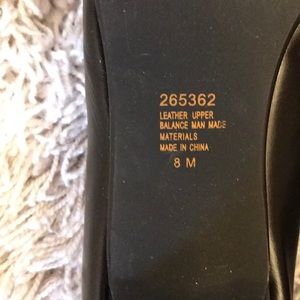 265362
LEATHER UPPER
BALANCE MAN MADE
MATERIALS
MADE IN CHINA
8 M